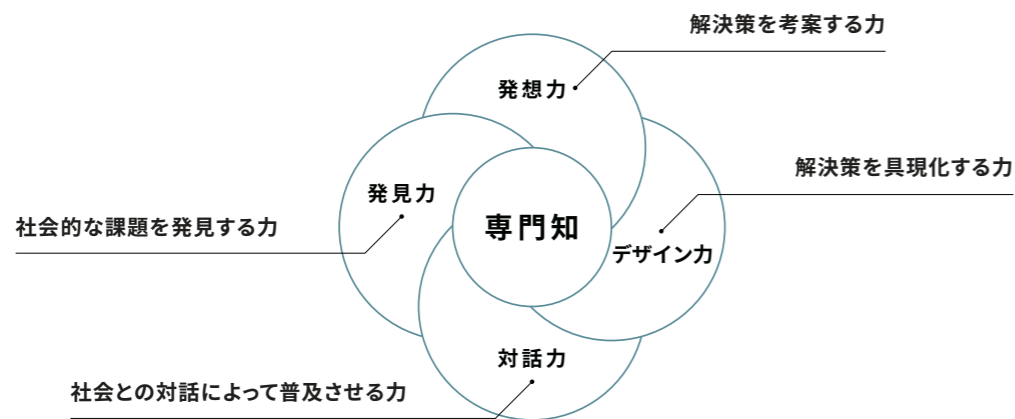 解決策を考案する力
発想力
解決策を具現化する力
発見力
社会的な課題を発見する力
専門知
デザイン力
対話力
社会との対話によって普及させる力